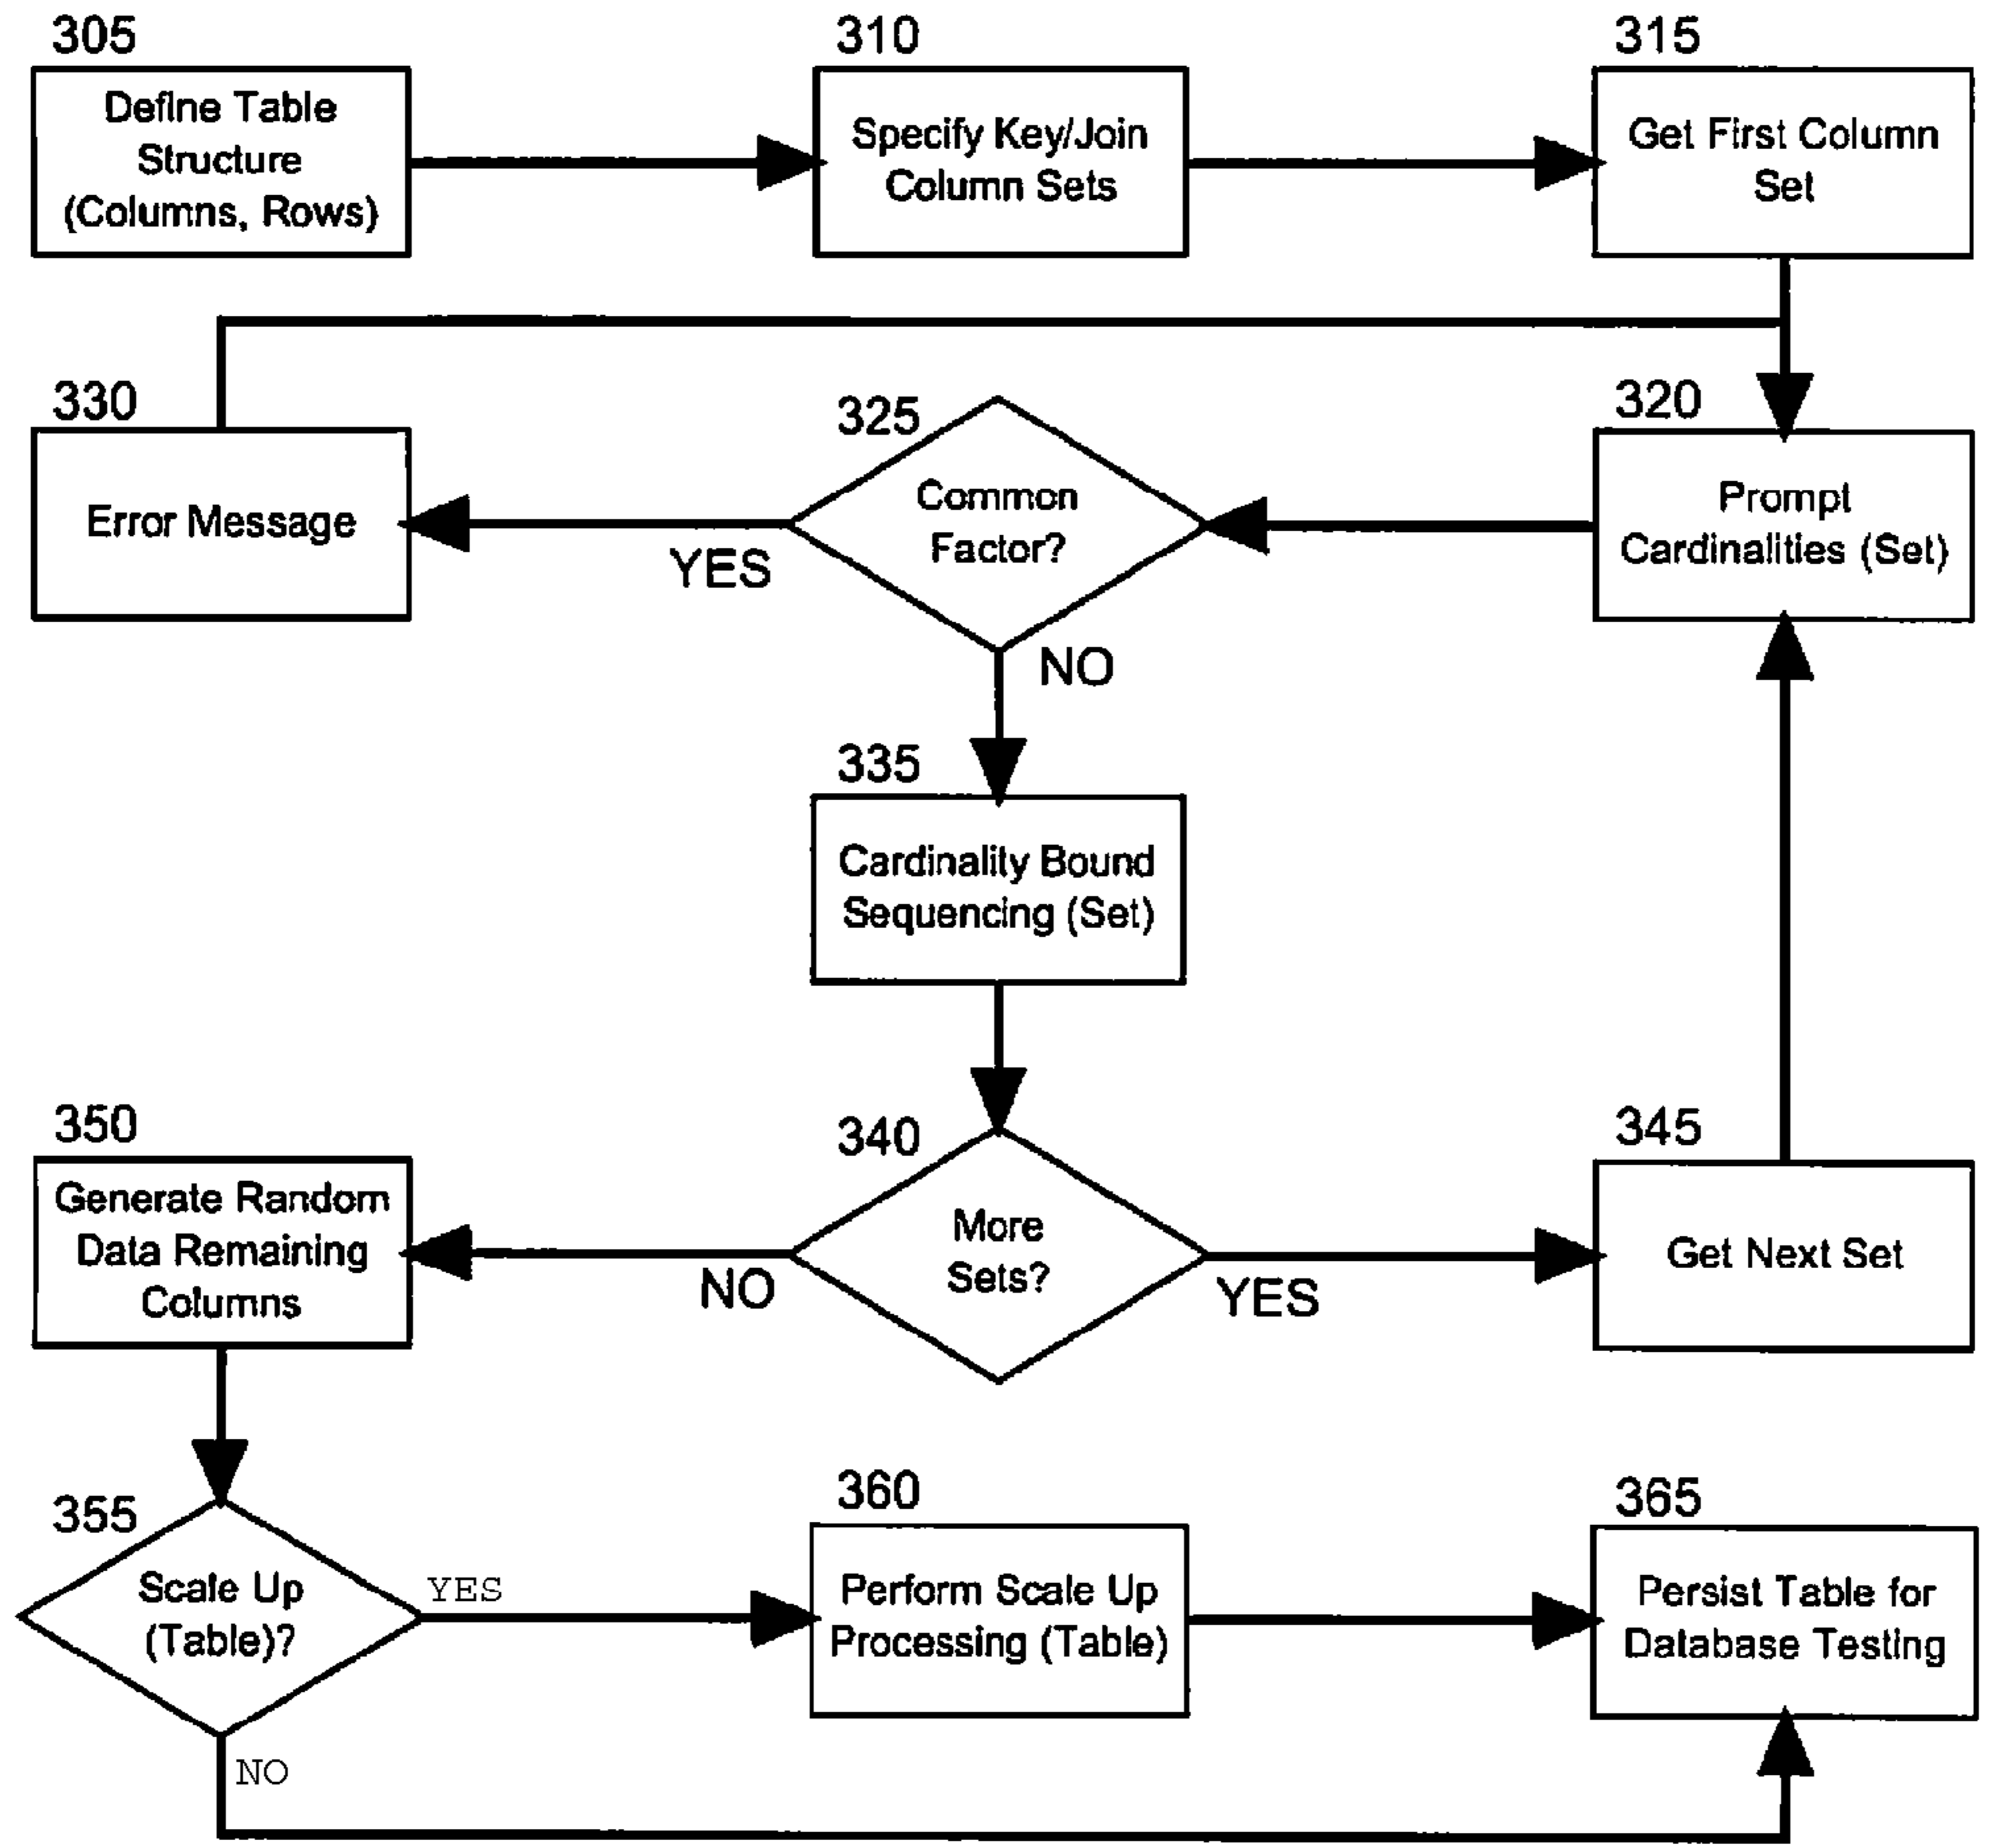 305
Define Table
Structure
(Columns, Rows)
310
Specify Key/Join
Column Sets
315
Get First Column
Set
330
Error Message
325
Common
Factor?
YES
NO
320
Prompt
Cardinalities (Set)
335
Cardinality Bound
Sequencing (Set)
350
Generate Random
Data Remaining
Columns
340
More
Sets?
NO
YES
345
Get Next Set
355
Scale Up
(Table)?
YES
NO
360
Perform Scale Up
Processing (Table)
365
Persist Table for
Database Testing